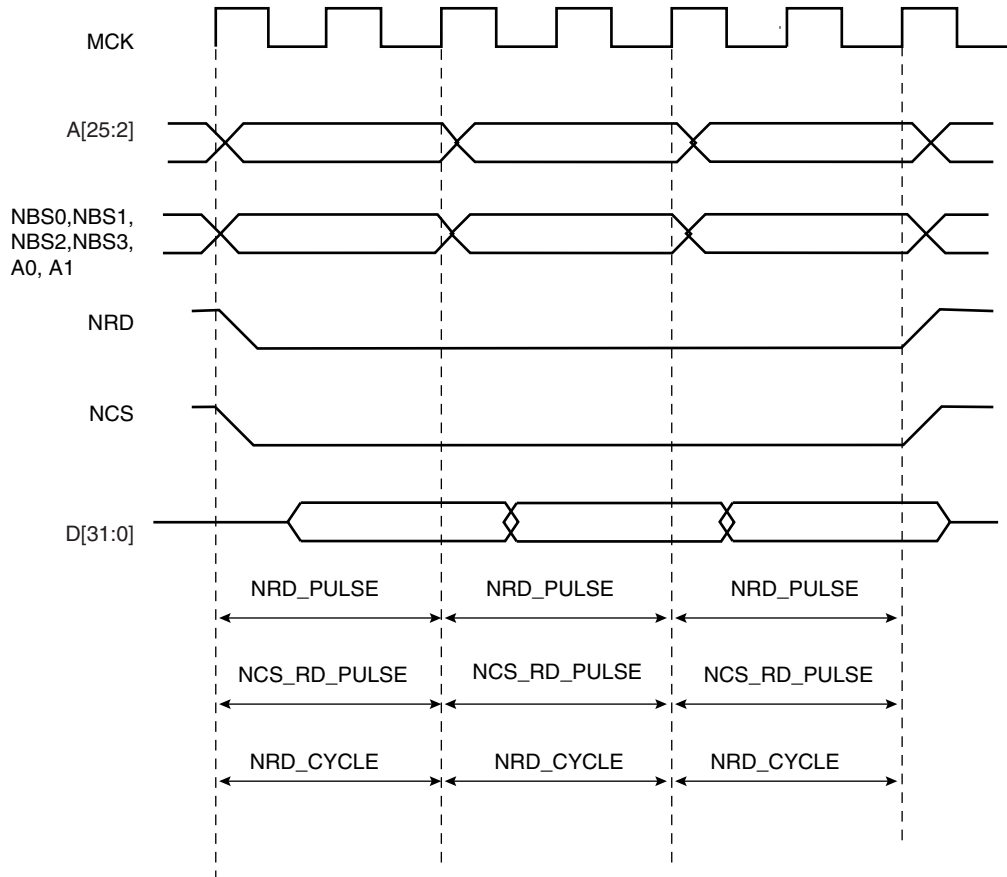 MCK
A[25:2]
NBS0,NBS1,
NBS2,NBS3,
A0, A1
NRD
NCS
D[31:0]
NRD_PULSE NRD_PULSE NRD_PULSE
NCS_RD_PULSE NCS_RD_PULSE NCS_RD_PULSE
NRD_CYCLE NRD_CYCLE NRD_CYCLE